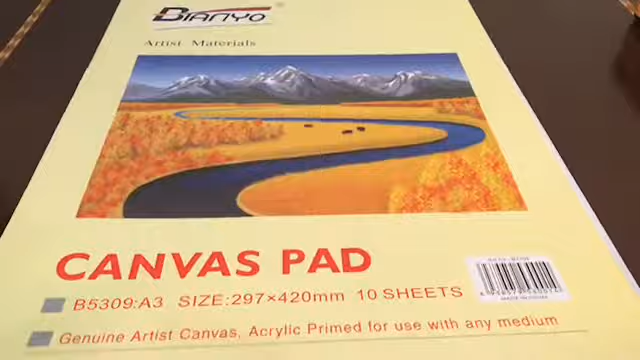 BIANYO
Artist Materials
CANVAS PAD
B5309:A3 SIZE:297×420mm 10 SHEETS
Genuine Artist Canvas, Acrylic Primed for use with any medium